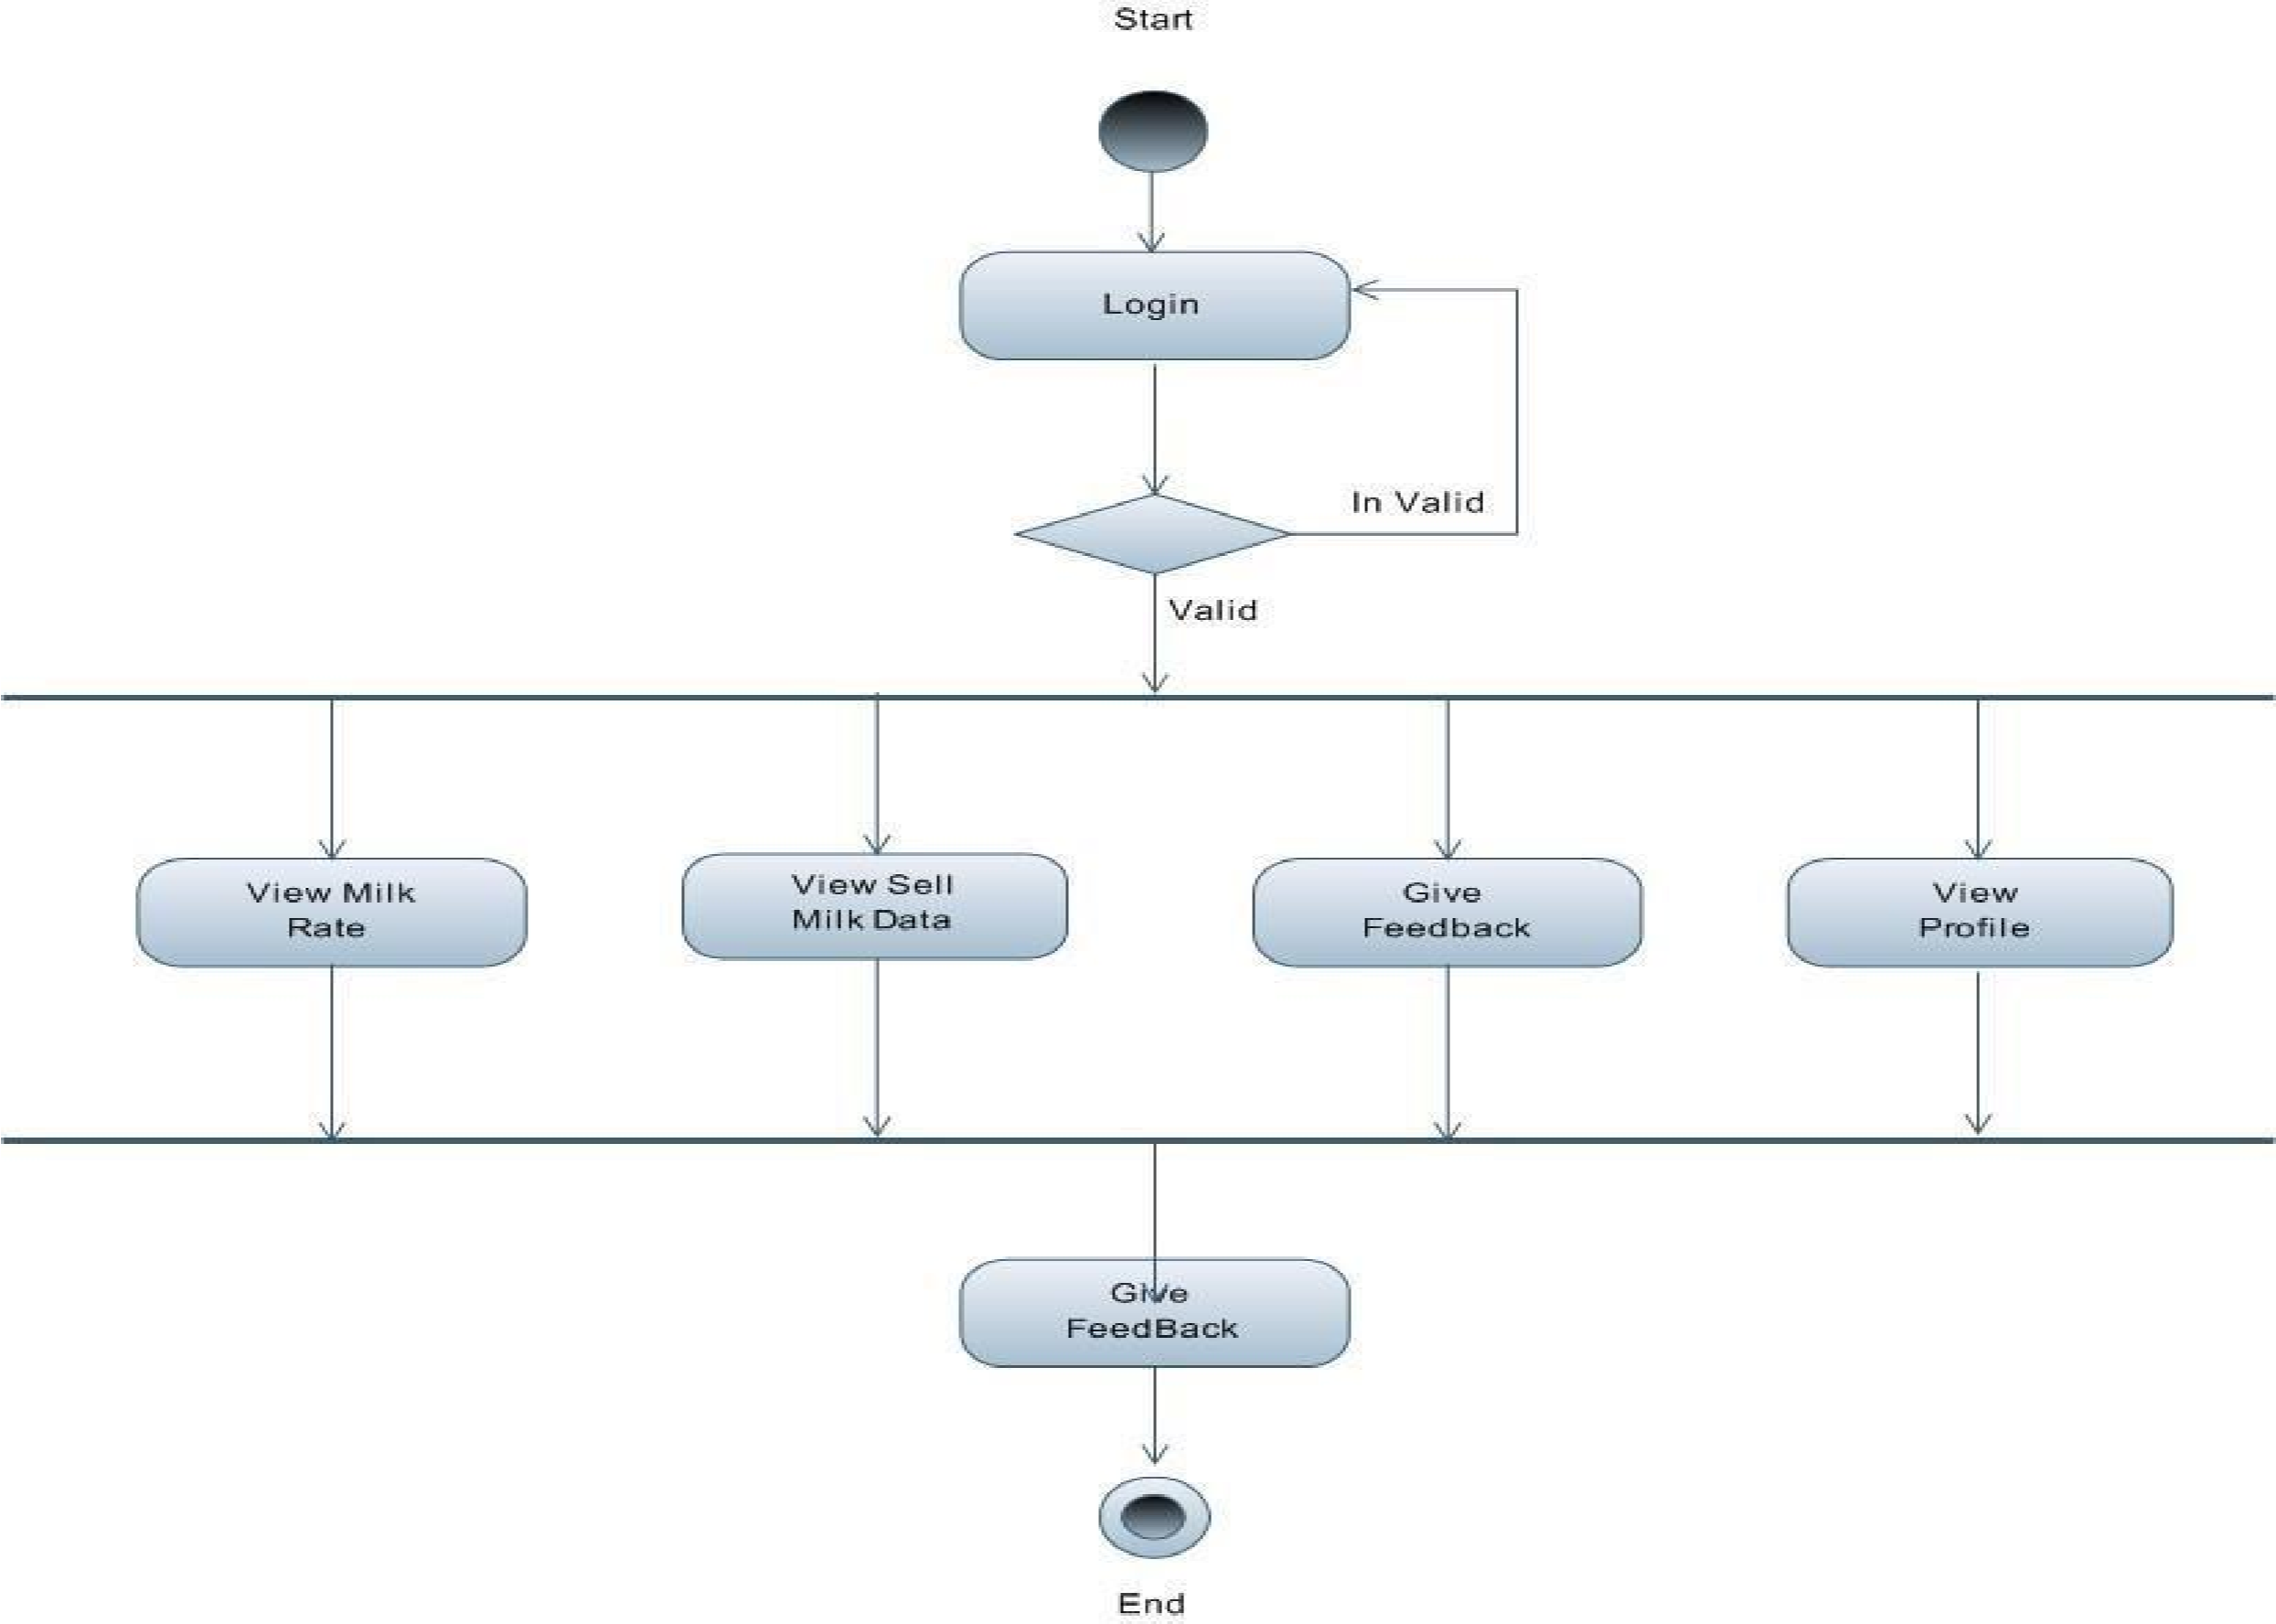 Start
Login
In Valid
Valid
View Milk
Rate
View Sell
Milk Data
Give
Feedback
View
Profile
Give
FeedBack
End